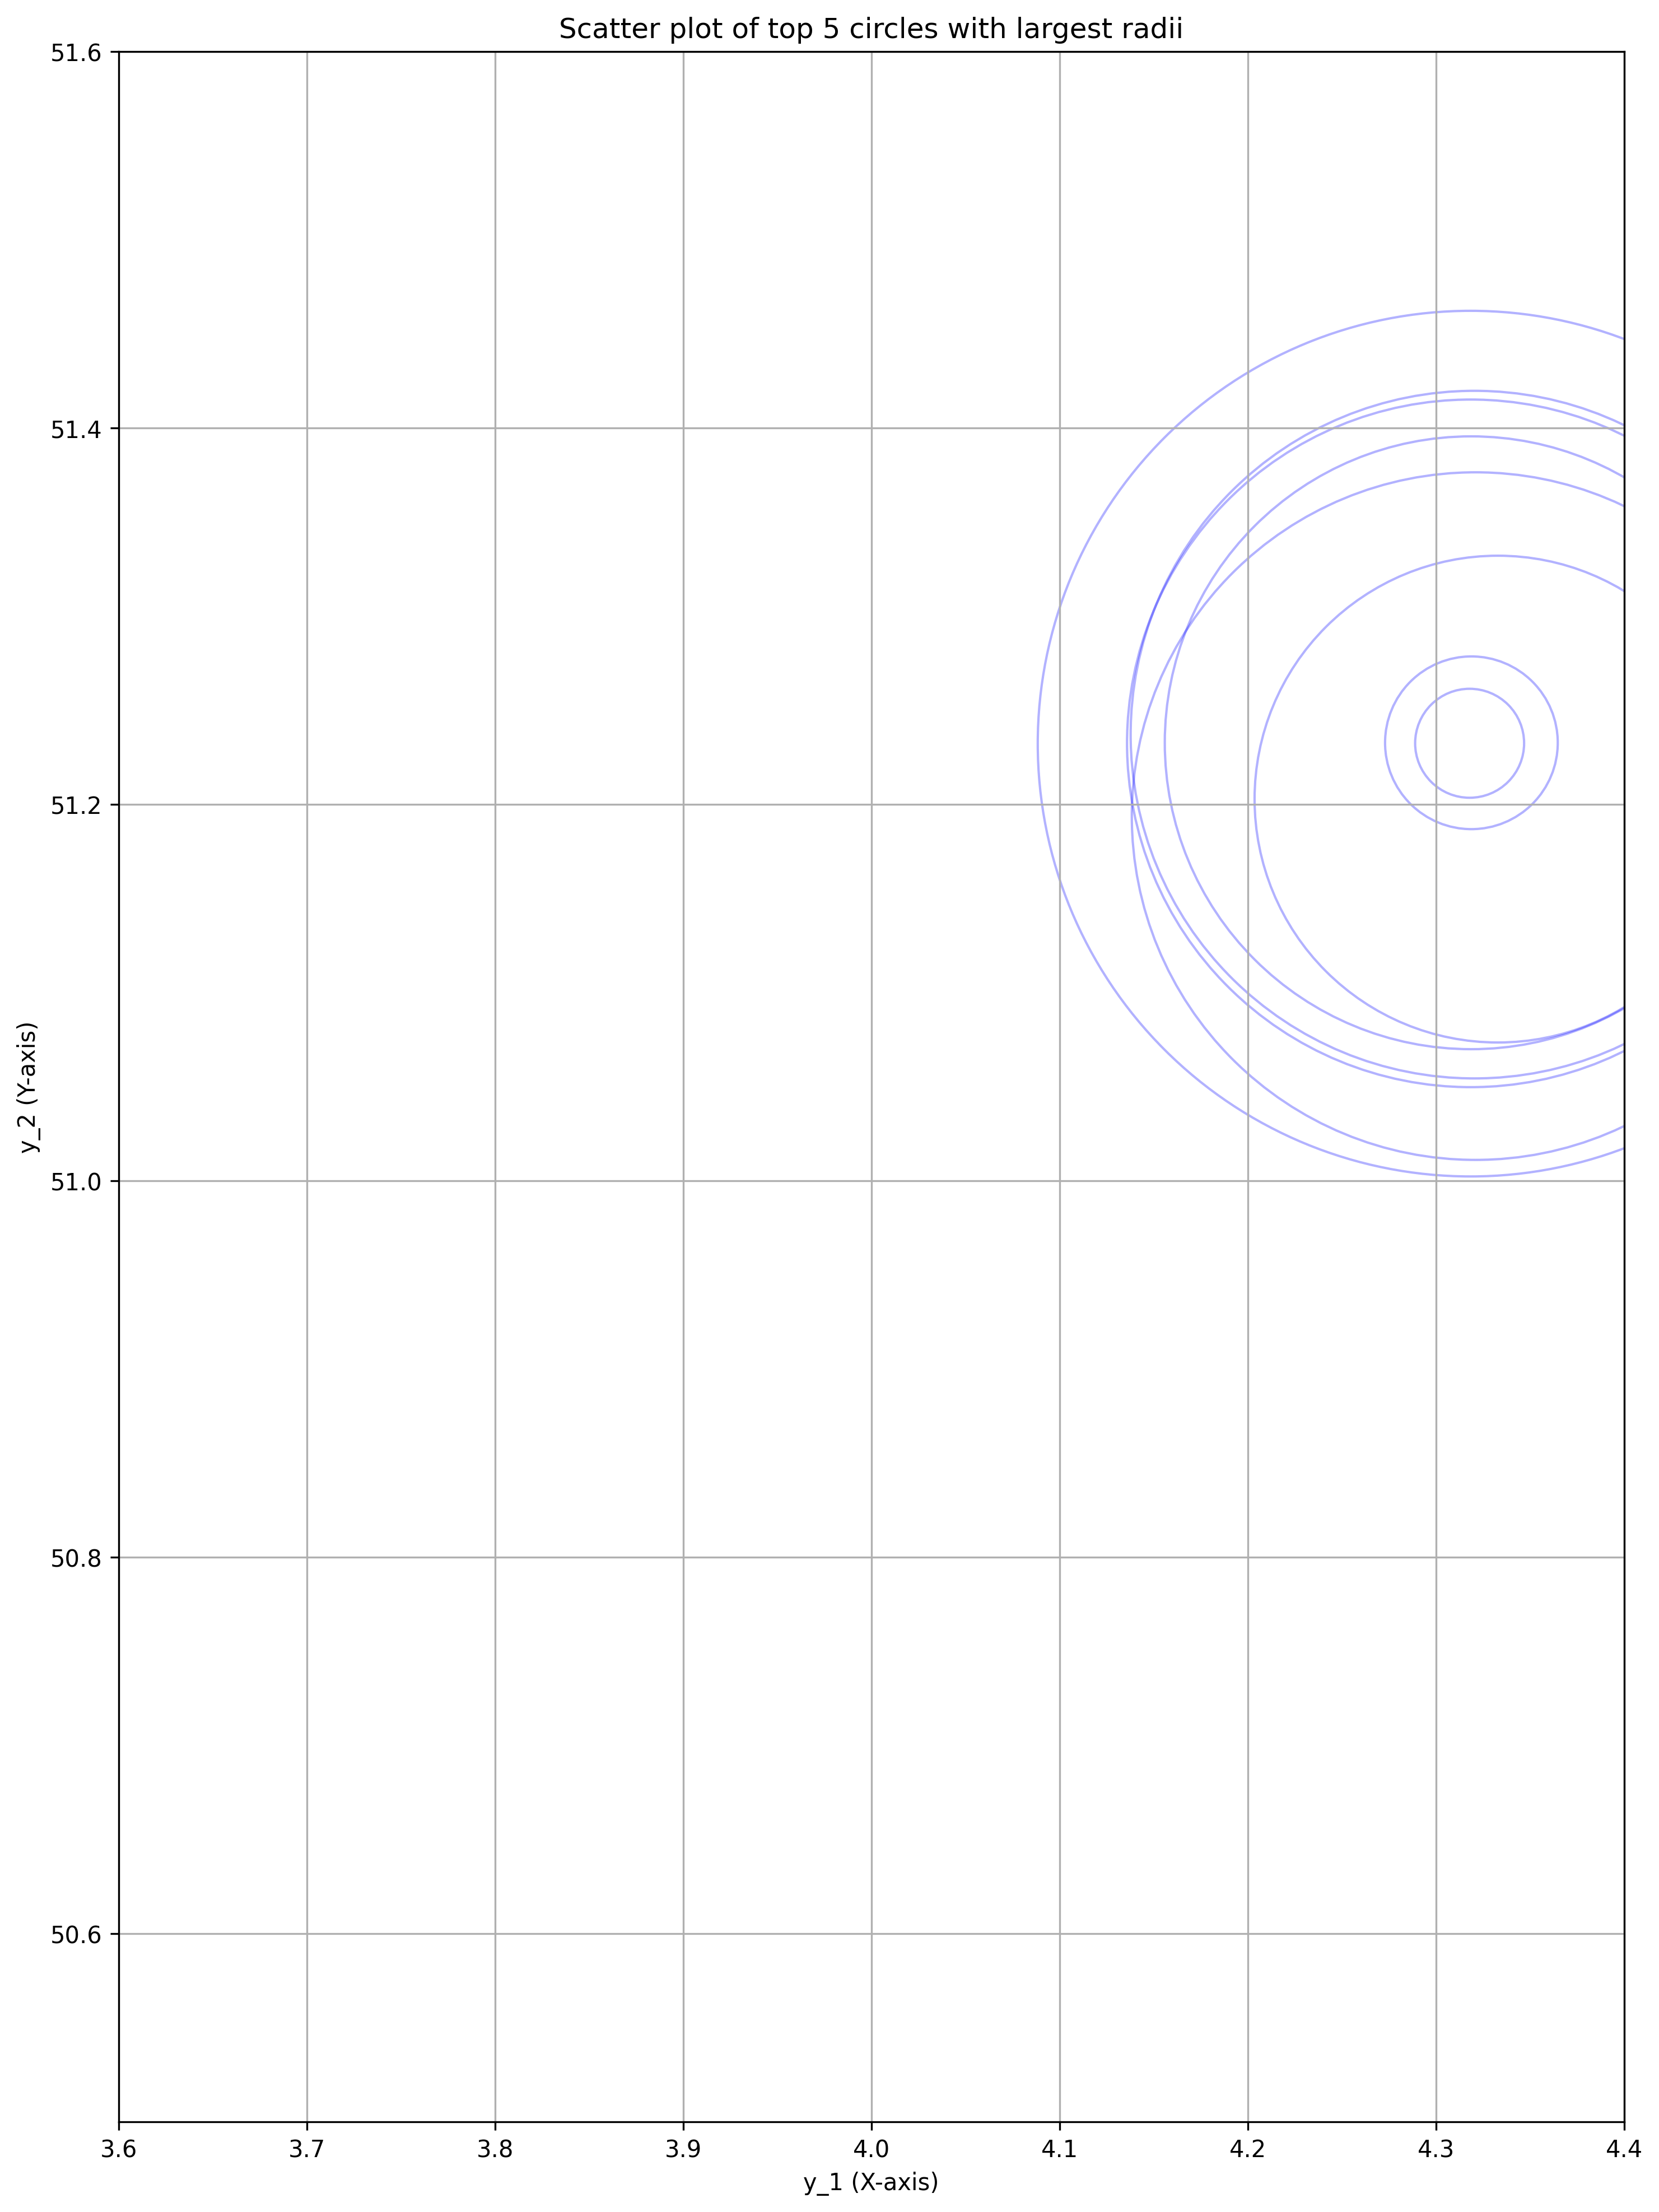 Scatter plot of top 5 circles with largest radii
51.6
51.4
51.2
51.0
50.8
50.6
y_2 (Y-axis)
3.6 3.7 3.8 3.9 4.0 4.1 4.2 4.3 4.4
y_1 (X-axis)